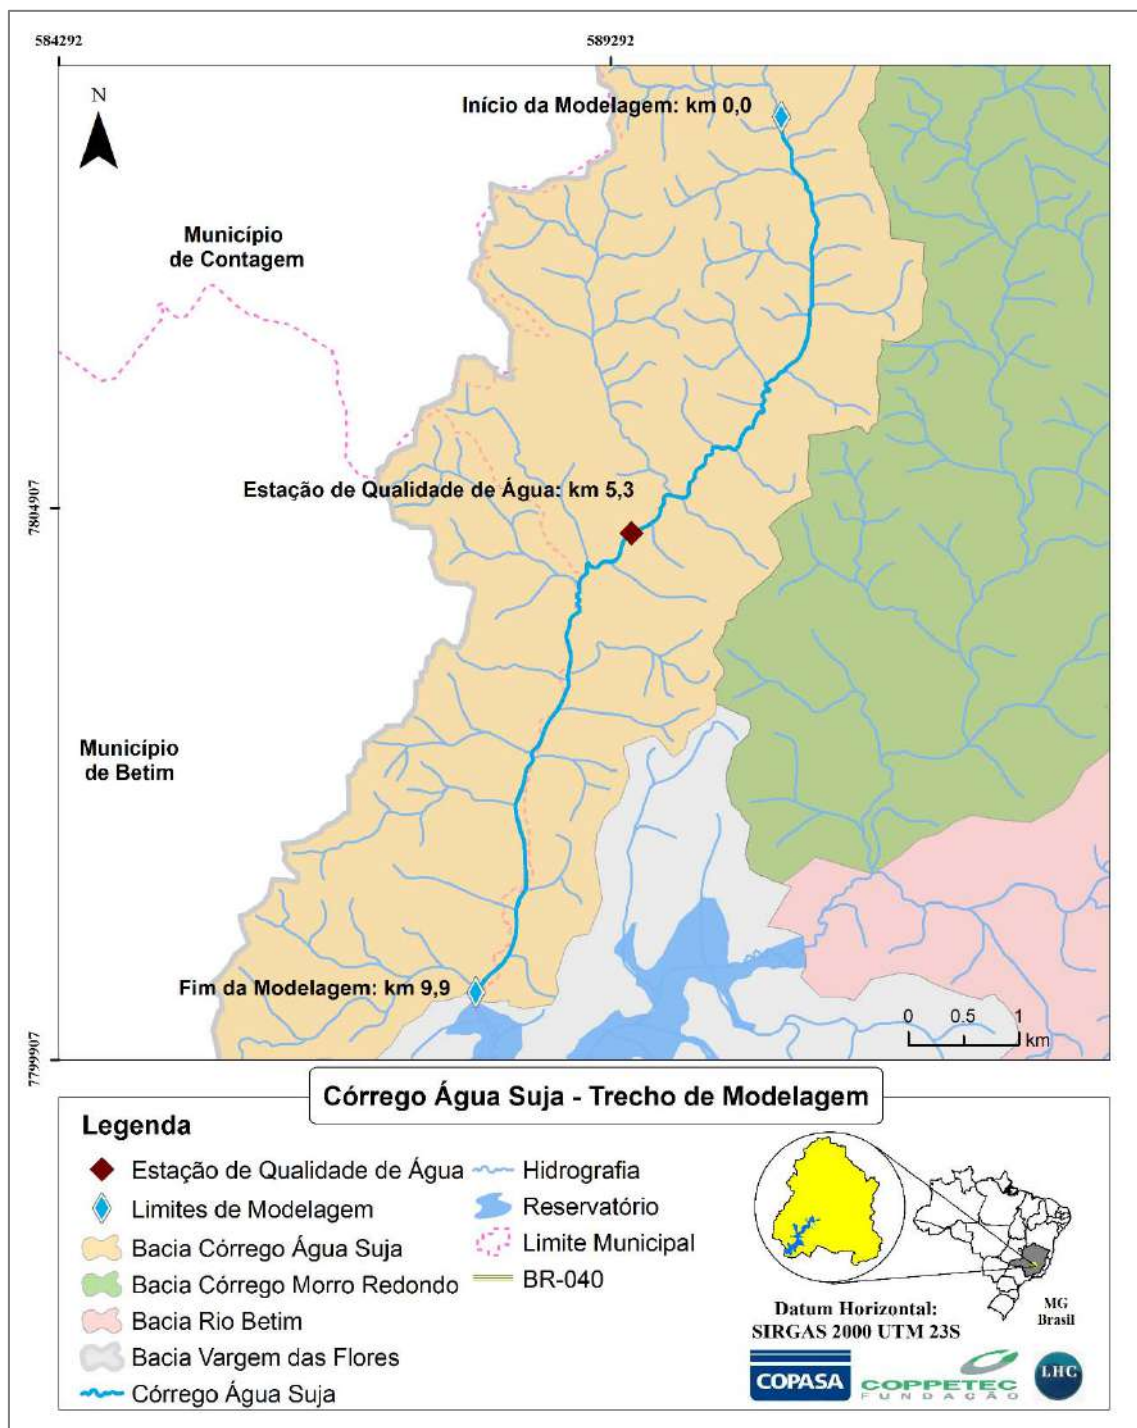 584292
589292
N
Início da Modelagem: km 0,0
Município
de Contagem
Estação de Qualidade de Água: km 5,3
7804907
Município
de Betim
Fim da Modelagem: km 9,9
0 0.5 1
km
7799907
Córrego Água Suja - Trecho de Modelagem
Legenda
Estação de Qualidade de Água
Limites de Modelagem
Bacia Córrego Água Suja
Bacia Córrego Morro Redondo
Bacia Rio Betim
Bacia Vargem das Flores
Córrego Água Suja
Hidrografia
Reservatório
Limite Municipal
BR-040
MG
Brasil
Datum Horizontal:
SIRGAS 2000 UTM 23S
COPASA
COPPETEC
FUNDAÇÃO
LHC